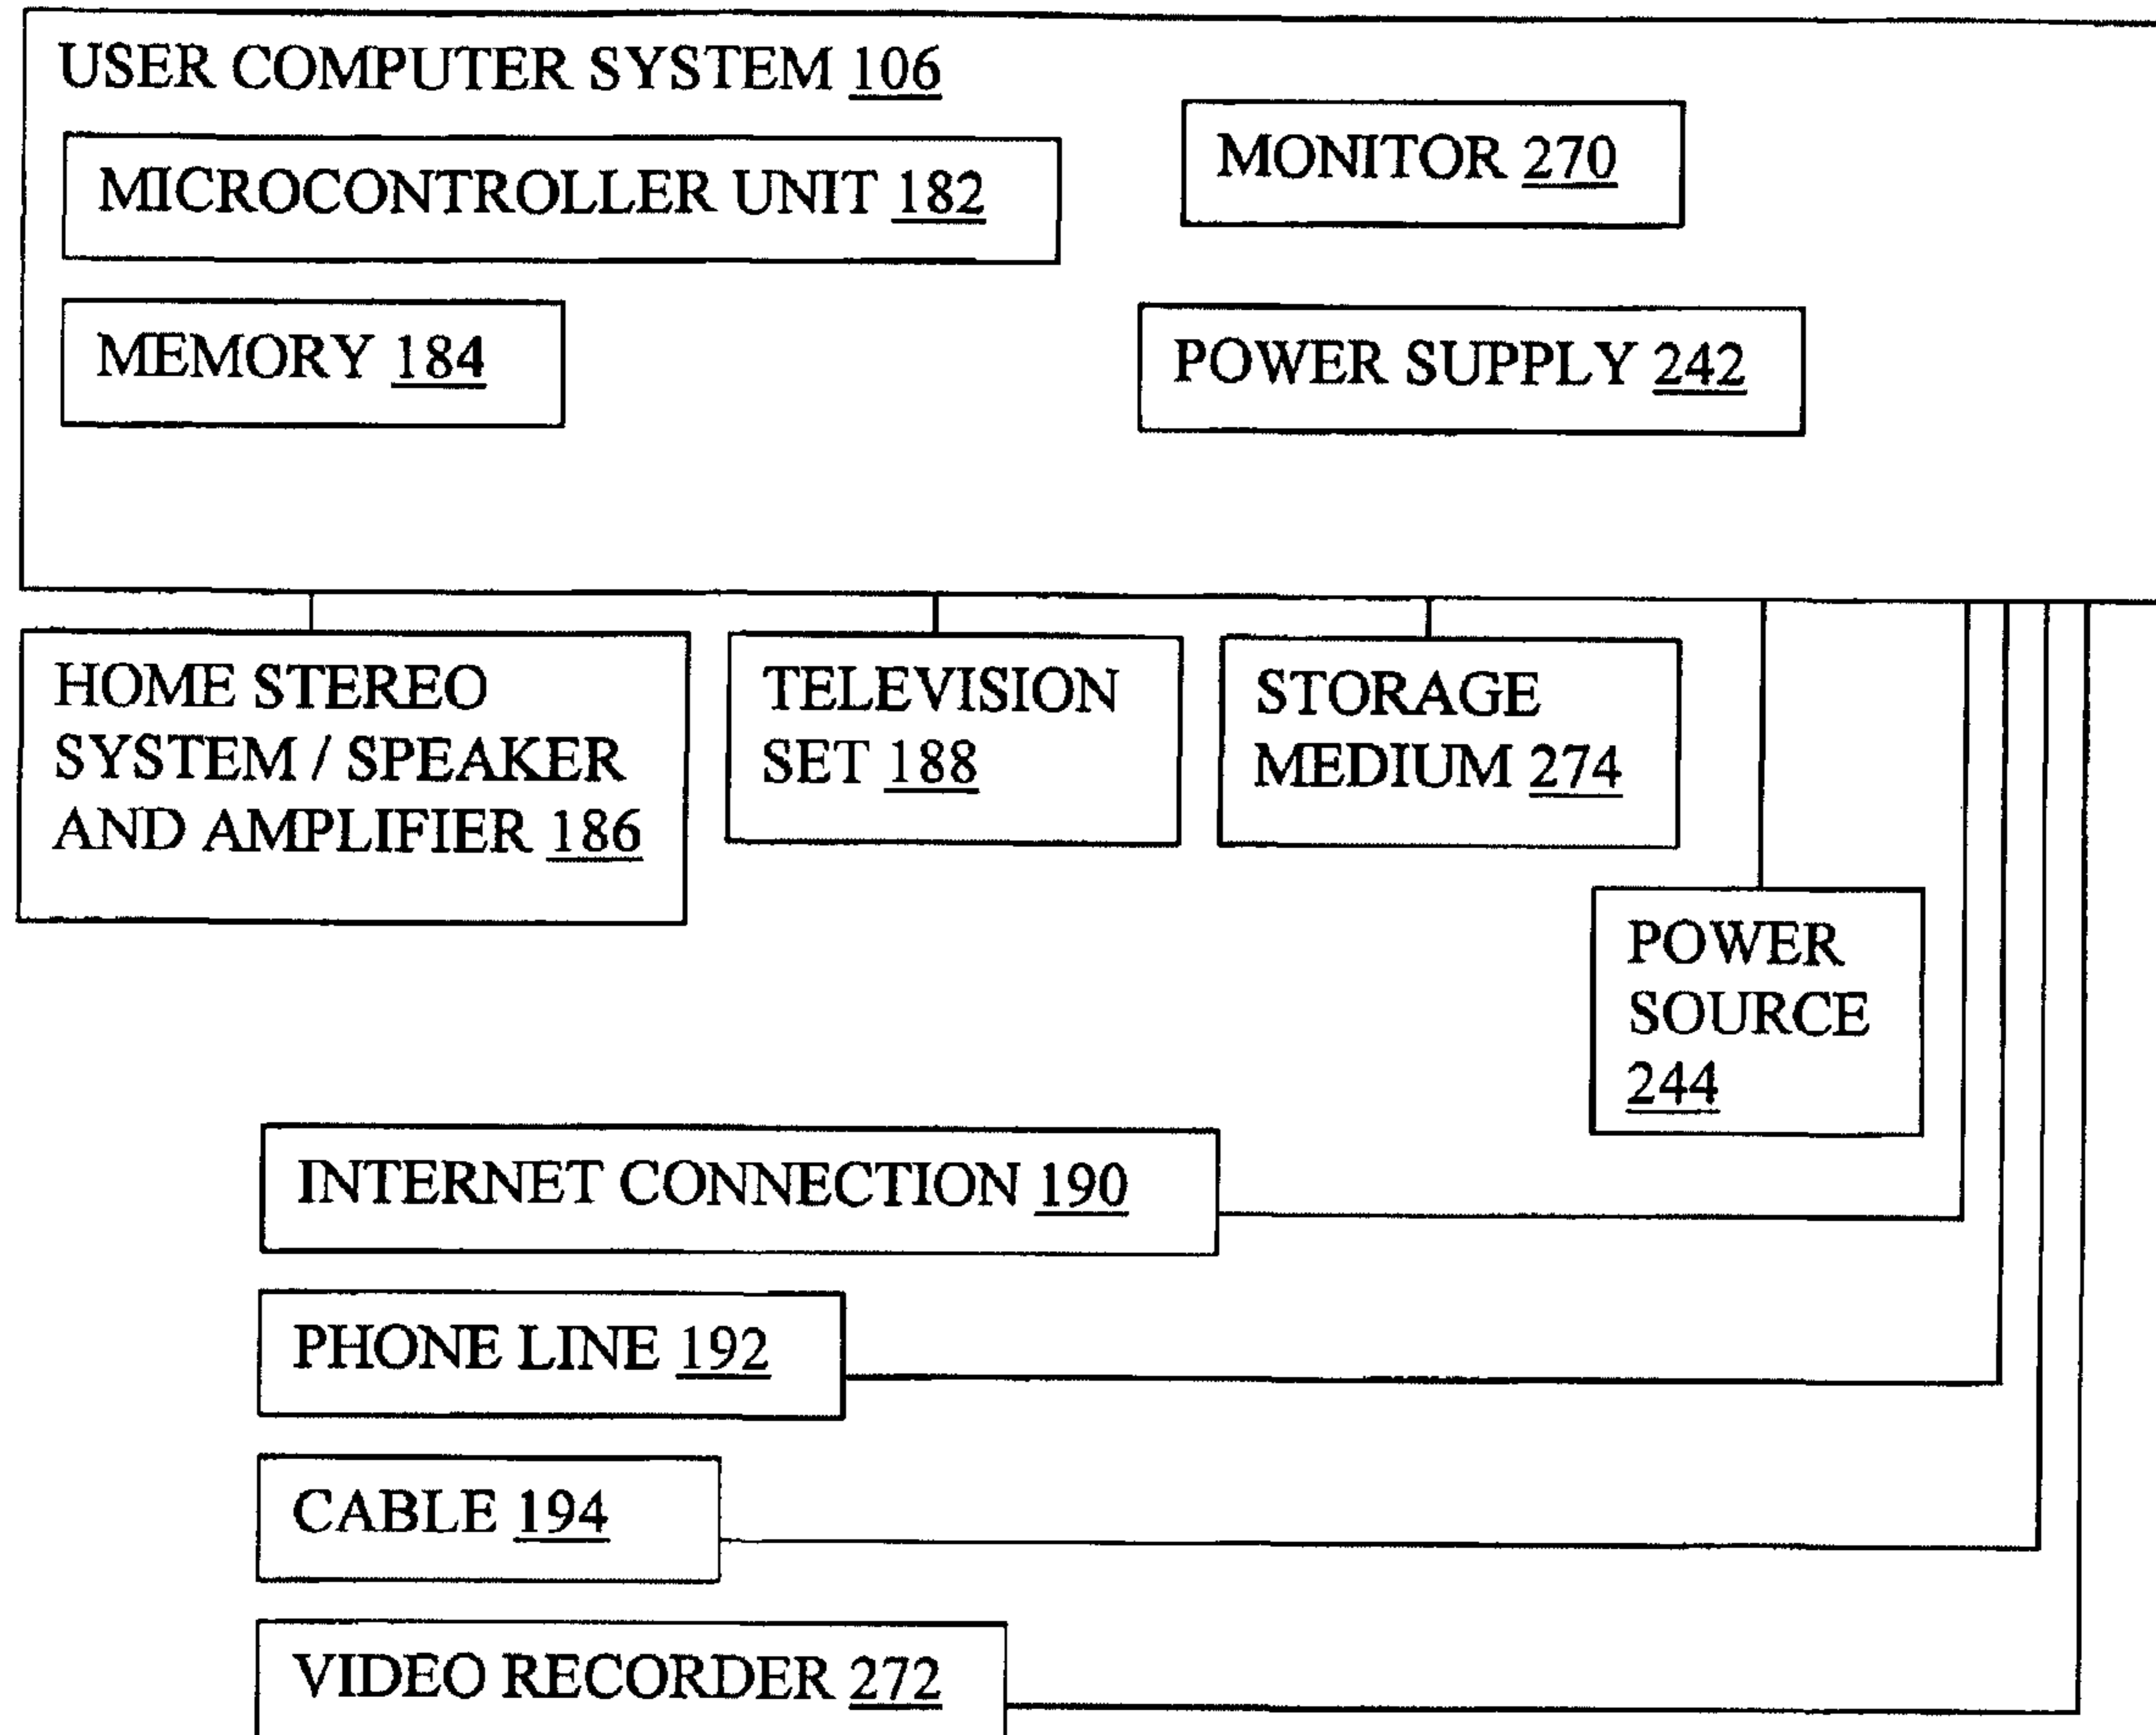 USER COMPUTER SYSTEM 106
MICROCONTROLLER UNIT 182
MONITOR 270
MEMORY 184
POWER SUPPLY 242
HOME STEREO
SYSTEM / SPEAKER
AND AMPLIFIER 186
TELEVISION
SET 188
STORAGE
MEDIUM 274
POWER
SOURCE
244
INTERNET CONNECTION 190
PHONE LINE 192
CABLE 194
VIDEO RECORDER 272